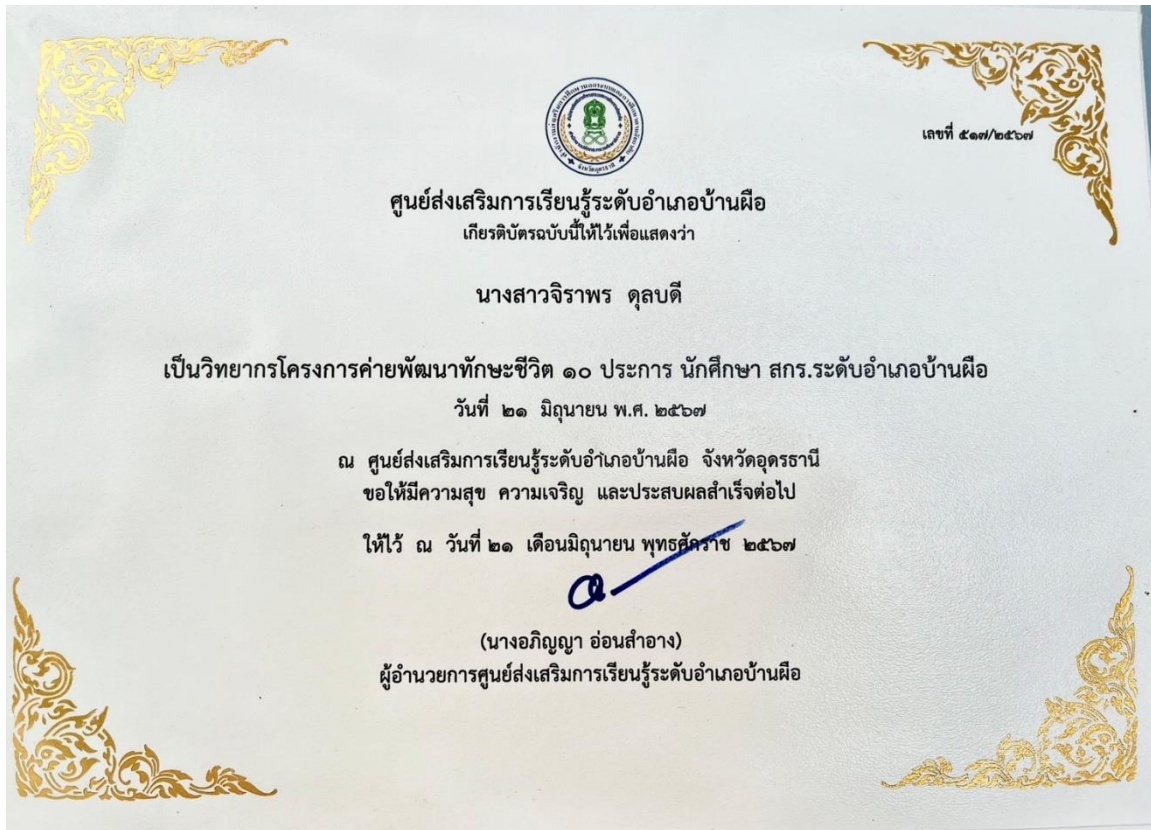 เลขที่ ๕๑๗/๒๕๖๗
ศูนย์ส่งเสริมการเรียนรู้ระดับอำเภอบ้านผือ
เกียรติบัตรฉบับนี้ให้ไว้เพื่อแสดงว่า
นางสาวจิราพร ดุลบดี
เป็นวิทยากรโครงการค่ายพัฒนาทักษะชีวิต ๑๐ ประการ นักศึกษา สกร.ระดับอำเภอบ้านผือ
วันที่ ๒๑ มิถุนายน พ.ศ. ๒๕๖๗
ณ ศูนย์ส่งเสริมการเรียนรู้ระดับอำเภอบ้านผือ จังหวัดอุดรธานี
ขอให้มีความสุข ความเจริญ และประสบผลสำเร็จต่อไป
ให้ไว้ ณ วันที่ ๒๑ เดือนมิถุนายน พุทธศักราช ๒๕๖๗
(นางอภิญญา อ่อนสำอาง)
ผู้อำนวยการศูนย์ส่งเสริมการเรียนรู้ระดับอำเภอบ้านผือ